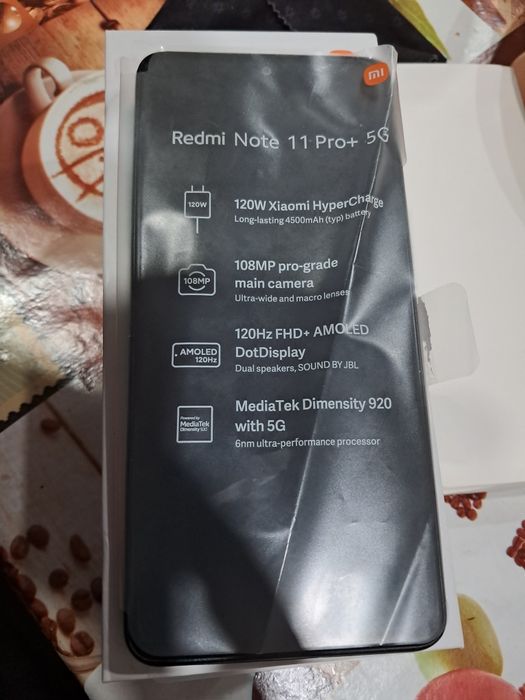 mi
Redmi Note 11 Pro+ 5G
120W
120W Xiaomi HyperCharge
Long-lasting 4500mAh (typ) battery
108MP
108MP pro-grade
main camera
Ultra-wide and macro lenses
AMOLED
120Hz
120Hz FHD+ AMOLED
DotDisplay
Dual speakers, SOUND BY JBL
Powered by
MediaTek
Dimensity 920
MediaTek Dimensity 920
with 5G
6nm ultra-performance processor